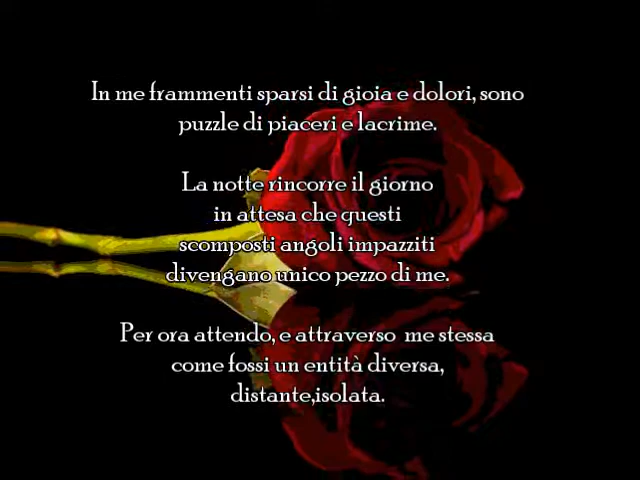 In me frammenti sparsi di gioia e dolori, sono
puzzle di piaceri e lacrime.
La notte rincorre il giorno
in attesa che questi
scomposti angoli impazziti
divengano unico pezzo di me.
Per ora attendo, e attraverso me stessa
come fossi un entità diversa,
distante,isolata.